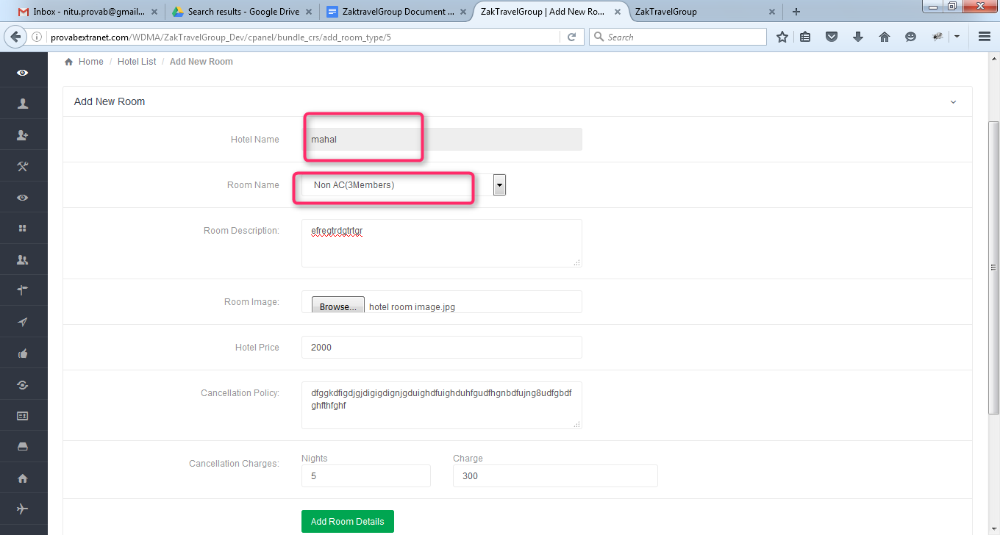 Inbox - nitu.provab@gmail...
Search results - Google Drive
ZaktravelGroup Document ...
ZakTravelGroup | Add New Ro...
ZakTravelGroup
provabextranet.com/WDMA/ZakTravelGroup_Dev/cpanel/bundle_crs/add_room_type/5
Search
Home / Hotel List / Add New Room
Add New Room
Hotel Name
mahal
Room Name
Non AC(3Members)
Room Description:
efregtrdgtrtgr
Room Image:
Browse... hotel room image.jpg
Hotel Price
2000
Cancellation Policy:
dfggkdfigdjgjdigigdignjgduighdfuighduhfgudfhgnbdfujng8udfgbdf
ghfthfghf
Cancellation Charges:
Nights
Charge
5
300
Add Room Details